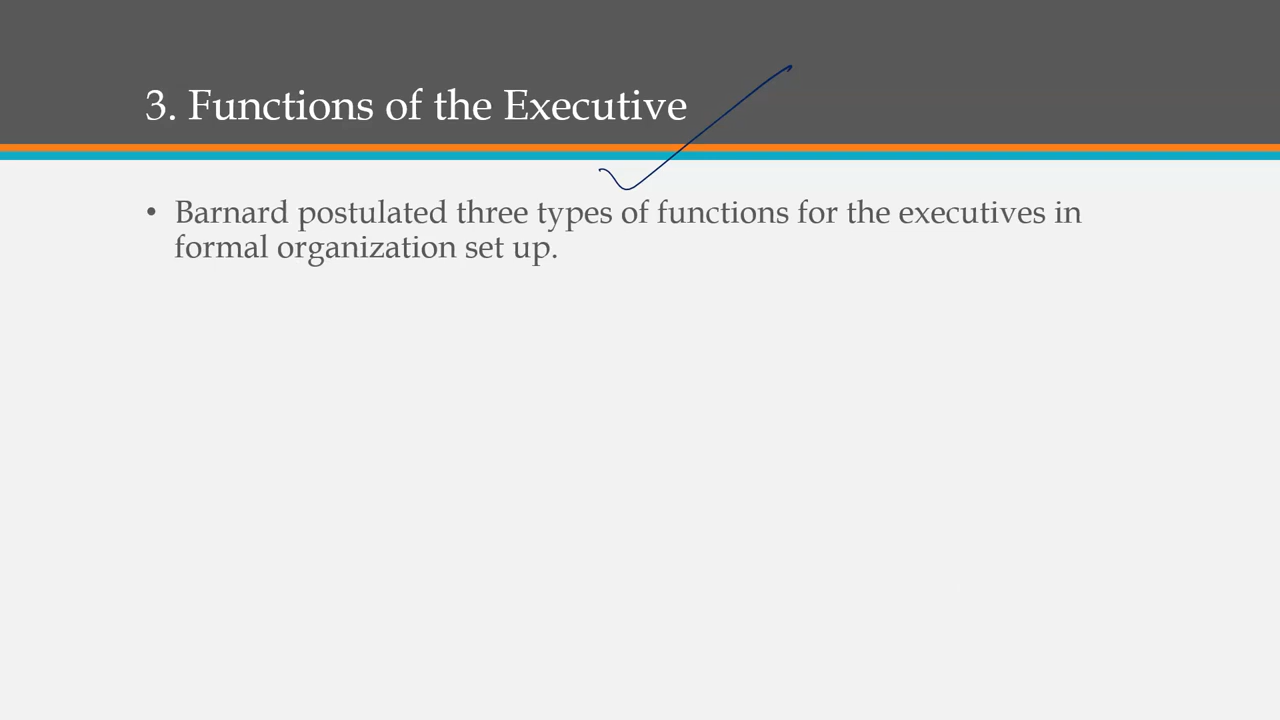 3. Functions of the Executive
• Barnard postulated three types of functions for the executives in
formal organization set up.